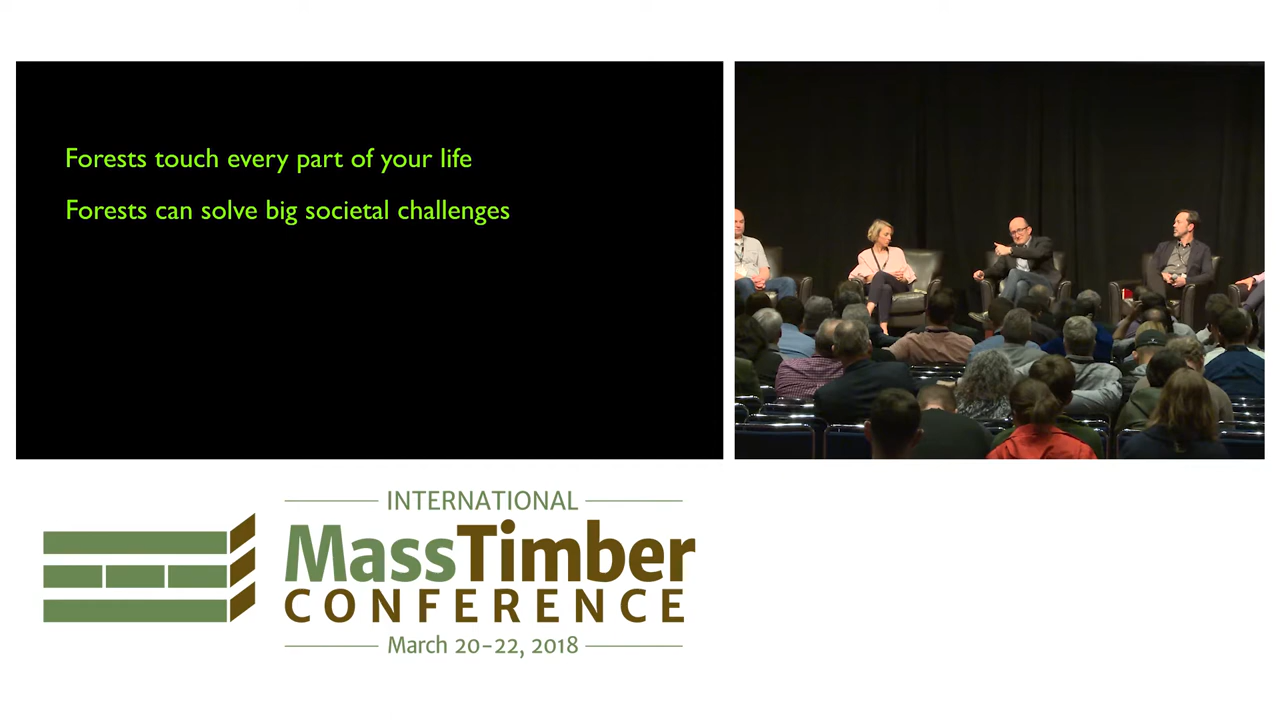 Forests touch every part of your life
Forests can solve big societal challenges
INTERNATIONAL
MassTimber
CONFERENCE
March 20–22, 2018